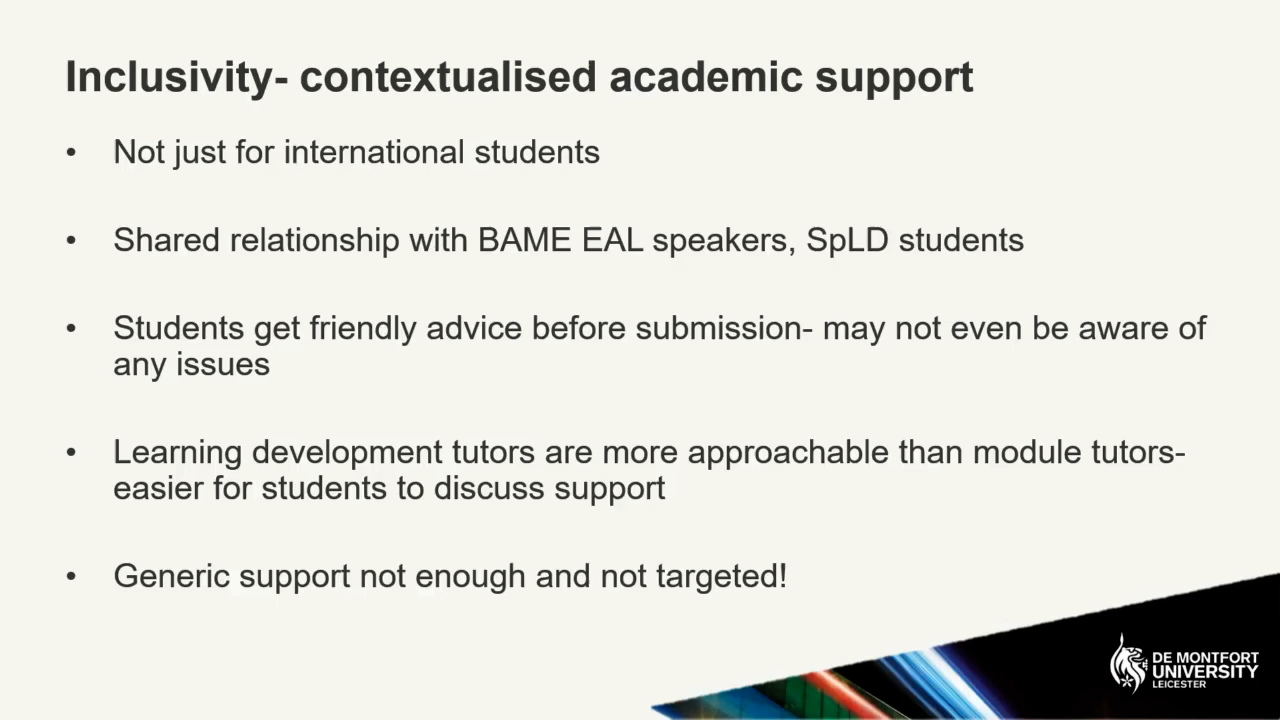 Inclusivity- contextualised academic support
• Not just for international students
• Shared relationship with BAME EAL speakers, SpLD students
• Students get friendly advice before submission- may not even be aware of
any issues
• Learning development tutors are more approachable than module tutors-
easier for students to discuss support
• Generic support not enough and not targeted!
DE MONTFORT
UNIVERSITY
LEICESTER